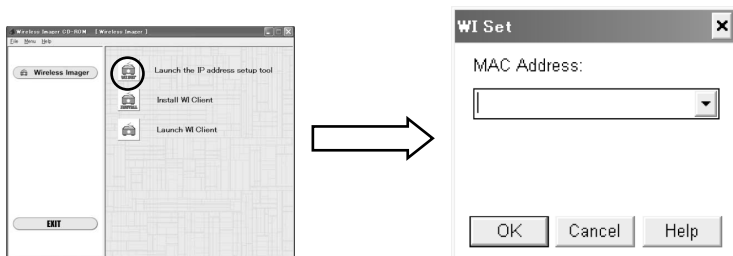 Wireless Imager CD-ROM [Wireless Imager]
File Menu Help
Wireless Imager
Launch the IP address setup tool
Install WI Client
Launch WI Client
EXIT
WI Set
MAC Address:
OK Cancel Help